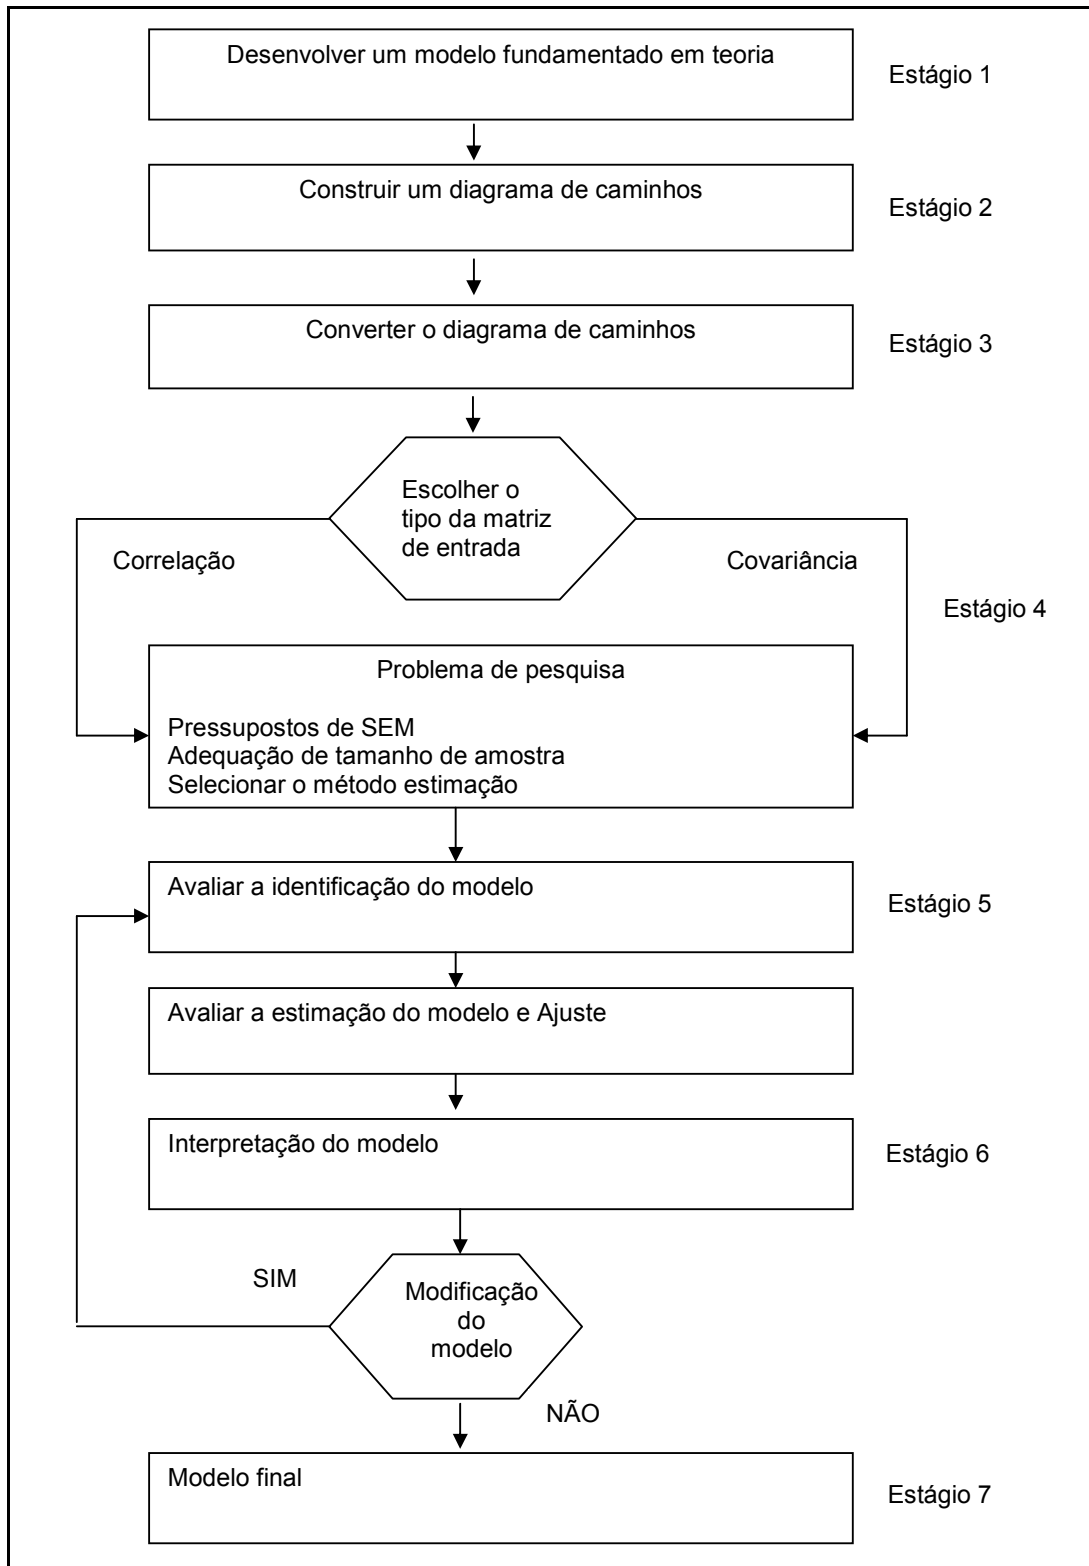 Desenvolver um modelo fundamentado em teoria
Estágio 1
Construir um diagrama de caminhos
Estágio 2
Converter o diagrama de caminhos
Estágio 3
Escolher o
tipo da matriz
de entrada
Correlação
Covariância
Estágio 4
Problema de pesquisa
Pressupostos de SEM
Adequação de tamanho de amostra
Selecionar o método estimação
Avaliar a identificação do modelo
Estágio 5
Avaliar a estimação do modelo e Ajuste
Interpretação do modelo
Estágio 6
SIM
Modificação
do
modelo
NÃO
Modelo final
Estágio 7